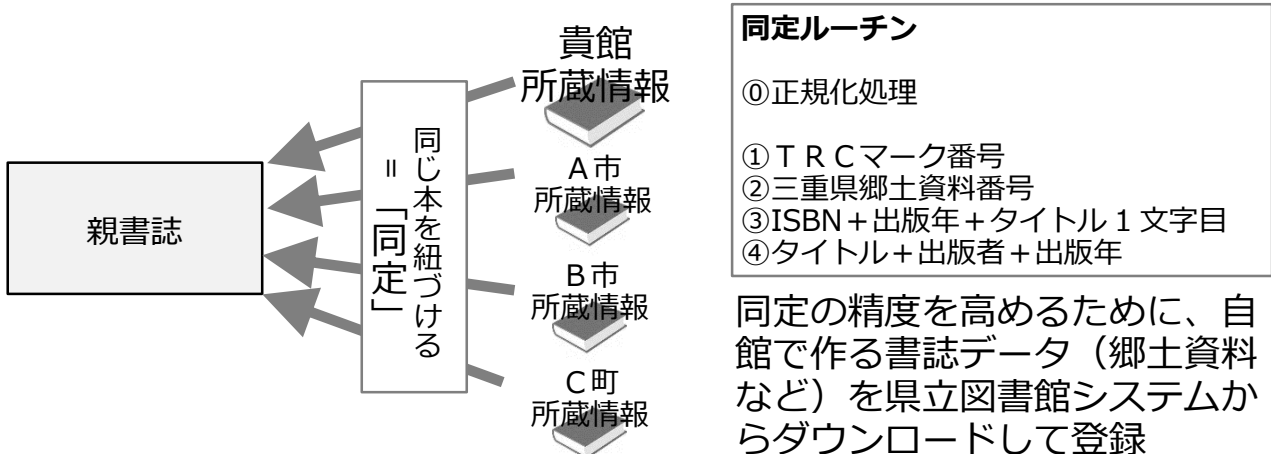 親書誌
同じ本を紐づける
＝「同定」
貴館
所蔵情報
Ａ市
所蔵情報
Ｂ市
所蔵情報
Ｃ町
所蔵情報
同定ルーチン
⓪正規化処理
①ＴＲＣマーク番号
②三重県郷土資料番号
③ISBN＋出版年＋タイトル１文字目
④タイトル＋出版者＋出版年
同定の精度を高めるために、自
館で作る書誌データ（郷土資料
など）を県立図書館システムか
らダウンロードして登録